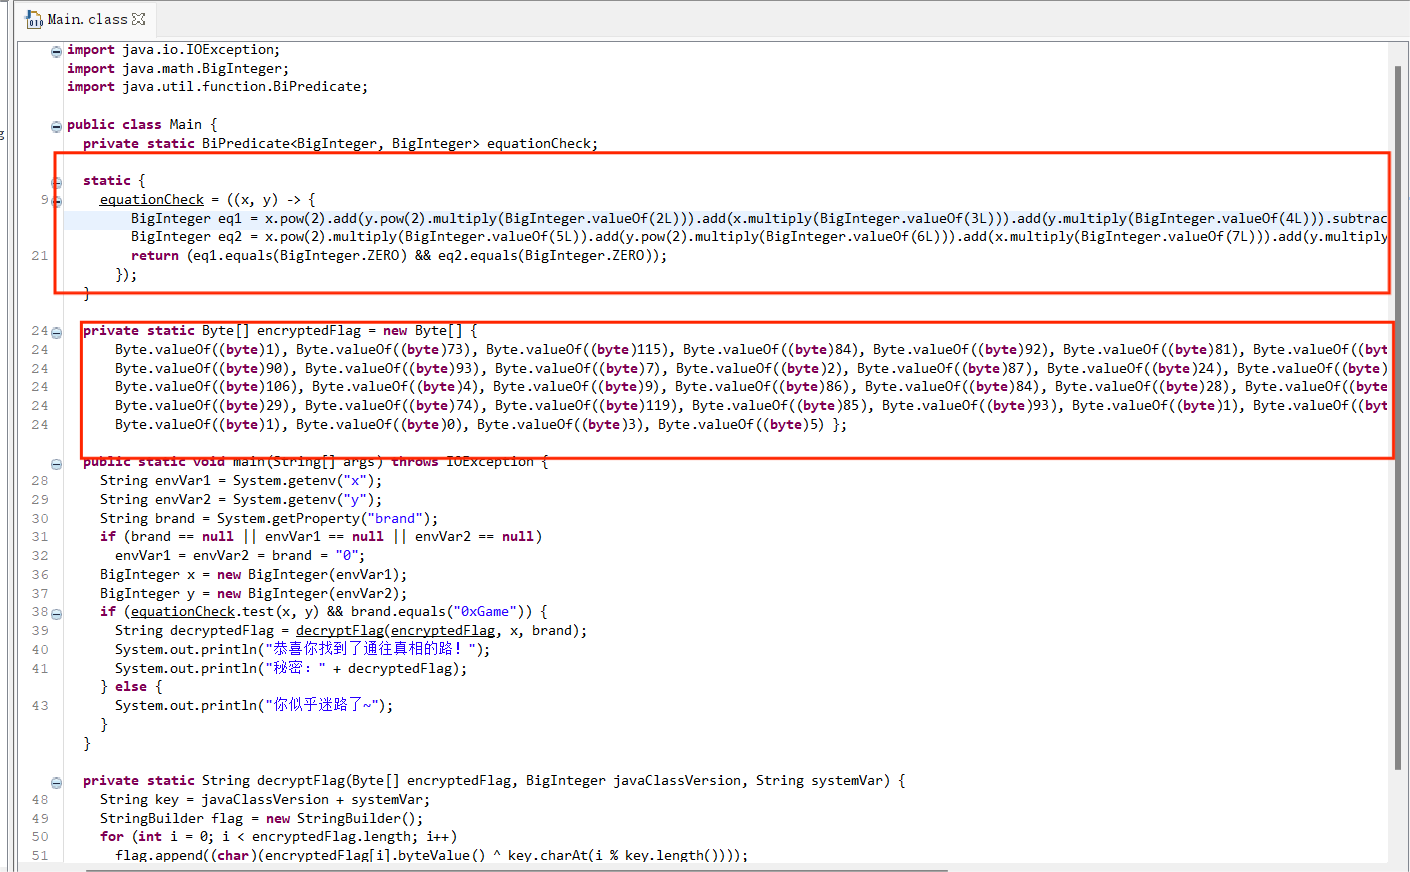 Main.class
import java.io.IOException;
import java.math.BigInteger;
import java.util.function.BiPredicate;
public class Main {
private static BiPredicate<BigInteger, BigInteger> equationCheck;
static {
9 equationCheck = ((x, y) -> {
BigInteger eq1 = x.pow(2).add(y.pow(2).multiply(BigInteger.valueOf(2L))).add(x.multiply(BigInteger.valueOf(3L))).add(y.multiply(BigInteger.valueOf(4L))).subtrac
BigInteger eq2 = x.pow(2).multiply(BigInteger.valueOf(5L)).add(y.pow(2).multiply(BigInteger.valueOf(6L))).add(x.multiply(BigInteger.valueOf(7L))).add(y.multiply
21 return (eq1.equals(BigInteger.ZERO) && eq2.equals(BigInteger.ZERO));
});
}
24 private static Byte[] encryptedFlag = new Byte[] {
24 Byte.valueOf((byte)1), Byte.valueOf((byte)73), Byte.valueOf((byte)115), Byte.valueOf((byte)84), Byte.valueOf((byte)92), Byte.valueOf((byte)81), Byte.valueOf((byt
24 Byte.valueOf((byte)90), Byte.valueOf((byte)93), Byte.valueOf((byte)7), Byte.valueOf((byte)2), Byte.valueOf((byte)87), Byte.valueOf((byte)24), Byte.valueOf((byte)
24 Byte.valueOf((byte)106), Byte.valueOf((byte)4), Byte.valueOf((byte)9), Byte.valueOf((byte)86), Byte.valueOf((byte)84), Byte.valueOf((byte)28), Byte.valueOf((byte
24 Byte.valueOf((byte)29), Byte.valueOf((byte)74), Byte.valueOf((byte)119), Byte.valueOf((byte)85), Byte.valueOf((byte)93), Byte.valueOf((byte)1), Byte.valueOf((byt
24 Byte.valueOf((byte)1), Byte.valueOf((byte)0), Byte.valueOf((byte)3), Byte.valueOf((byte)5) };
public static void main(String[] args) throws IOException {
28 String envVar1 = System.getenv("x");
29 String envVar2 = System.getenv("y");
30 String brand = System.getProperty("brand");
31 if (brand == null || envVar1 == null || envVar2 == null)
32 envVar1 = envVar2 = brand = "0";
36 BigInteger x = new BigInteger(envVar1);
37 BigInteger y = new BigInteger(envVar2);
38 if (equationCheck.test(x, y) && brand.equals("0xGame")) {
39 String decryptedFlag = decryptFlag(encryptedFlag, x, brand);
40 System.out.println("恭喜你找到了通往真相的路！");
41 System.out.println("秘密：" + decryptedFlag);
} else {
43 System.out.println("你似乎迷路了~");
}
}
private static String decryptFlag(Byte[] encryptedFlag, BigInteger javaClassVersion, String systemVar) {
48 String key = javaClassVersion + systemVar;
49 StringBuilder flag = new StringBuilder();
50 for (int i = 0; i < encryptedFlag.length; i++)
51 flag.append((char)(encryptedFlag[i].byteValue() ^ key.charAt(i % key.length())));